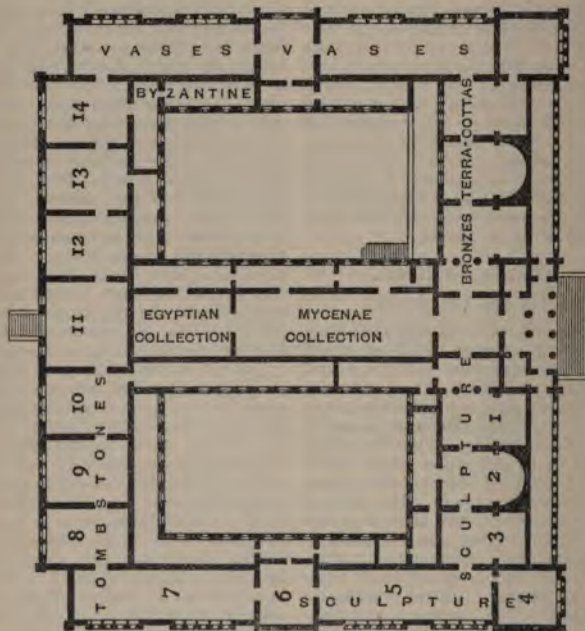 VASES VASES
BYZANTINE
14
TERRA-COTTAS
13
BRONZES
12
EGYPTIAN
COLLECTION
MYCENAE
COLLECTION
11
10
9
8
TOMBSTONES
SCULPTURE
1
2
3
7
6
5
4
SCULPTURE